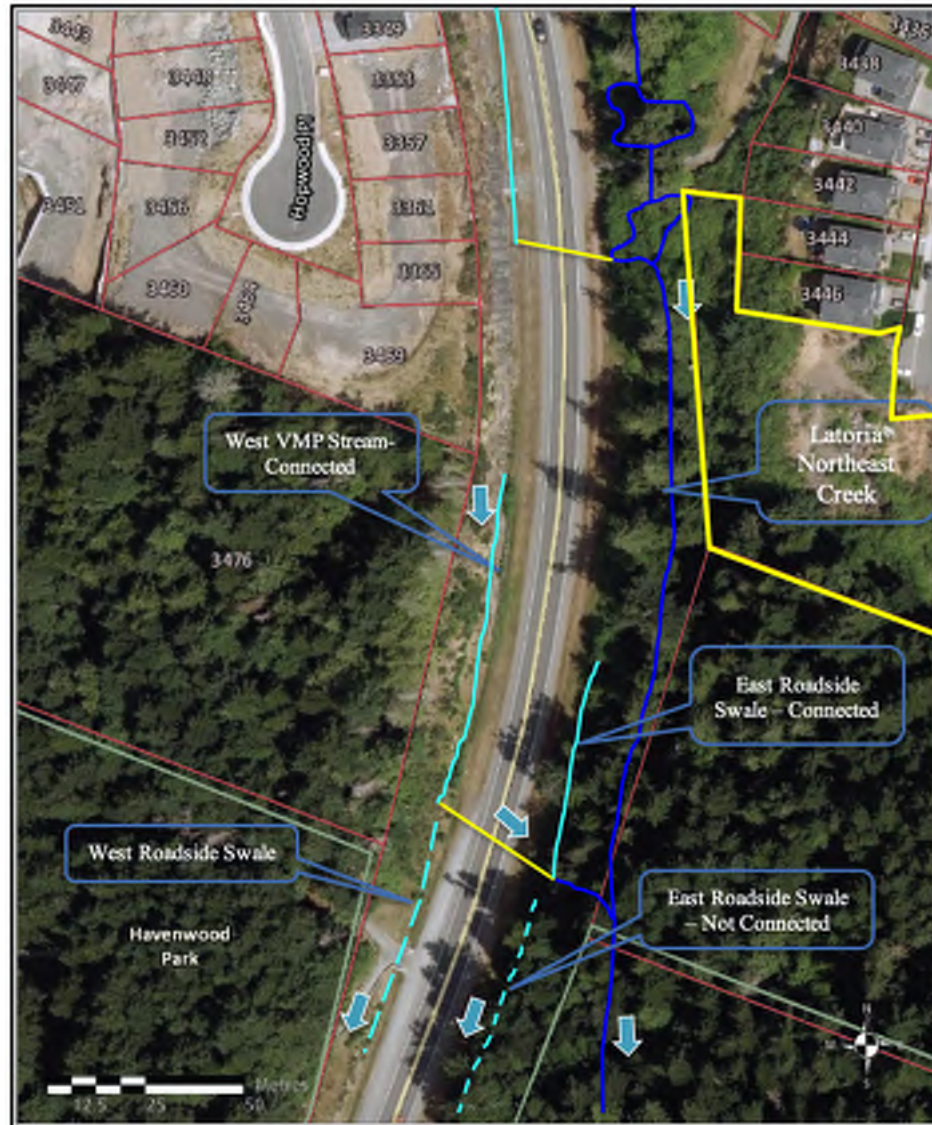 3443
3349
3436
3447
3448
3353
3438
3452
3357
3440
Hopwood Pl
3451
3456
3361
3442
3444
3460
3464
3365
3446
3469
West VMP Stream-
Connected
Latoria
Northeast
Creek
3476
East Roadside
Swale – Connected
West Roadside Swale
East Roadside Swale
– Not Connected
Havenwood
Park
N
Metres
12.5 25 50